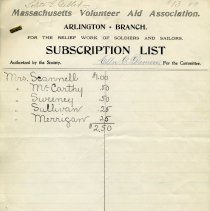 Massachusetts Volunteer Aid Association.
ARLINGTON BRANCH.
FOR THE RELIEF WORK OF SOLDIERS AND SAILORS.
SUBSCRIPTION LIST
Authorized by the Society. For the Committee.
Mrs. Scannell $1.00
" McCarthy .50
" Sweeney .50
" Sullivan .25
" Merrigan .25
$2.50